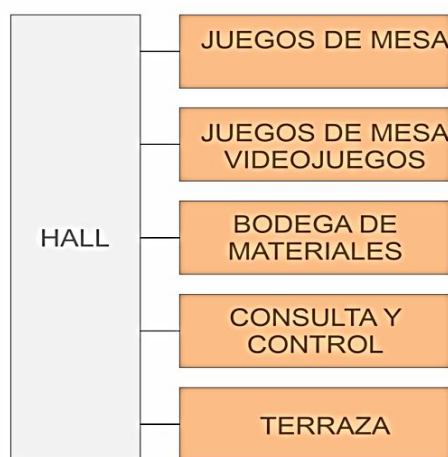 JUEGOS DE MESA
JUEGOS DE MESA
VIDEOJUEGOS
HALL
BODEGA DE
MATERIALES
CONSULTA Y
CONTROL
TERRAZA